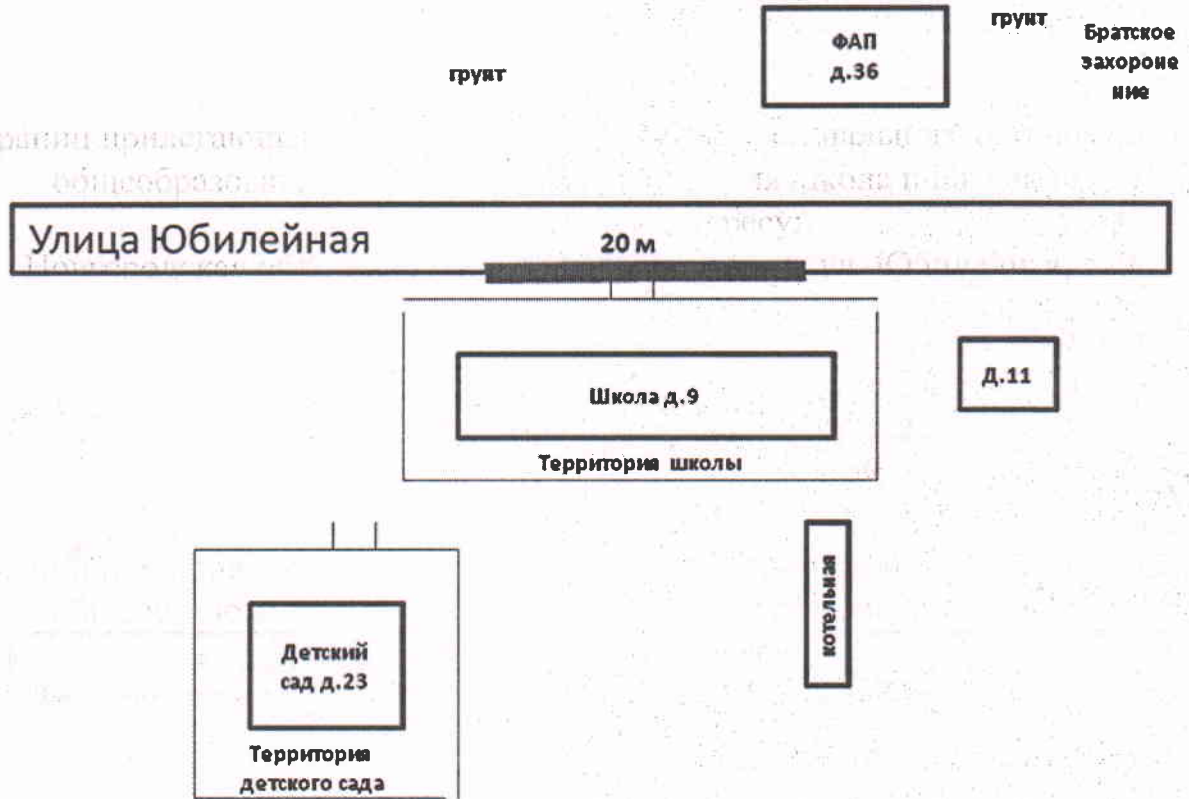 грунт
ФАП
д.36
грунт
Братское
захороне
ние
Улица Юбилейная
20 м
Школа д.9
Д.11
Территория школы
котельная
Детский
сад д.23
Территория
детского сада